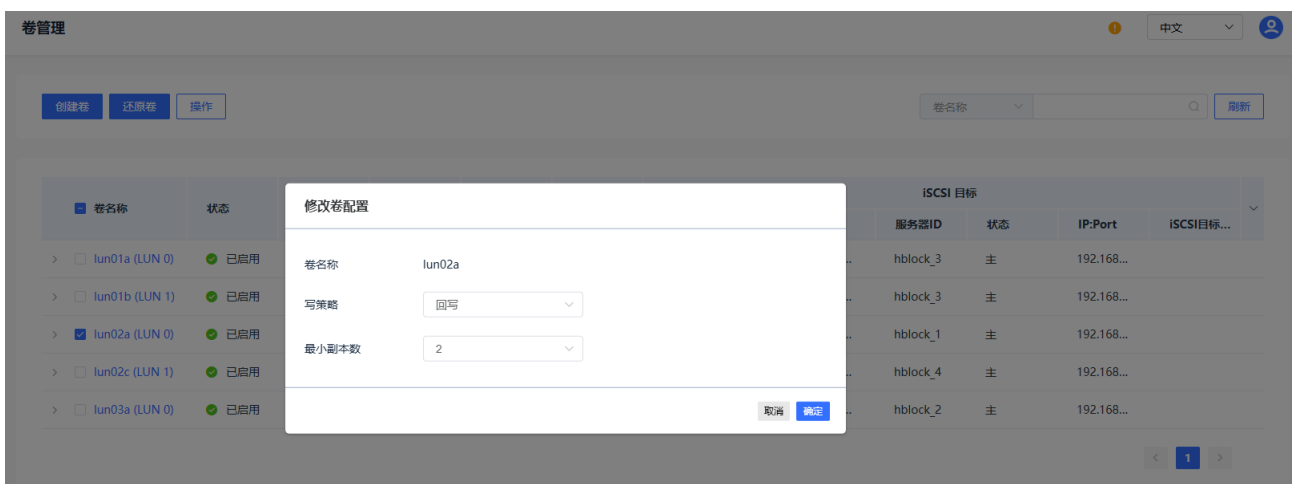 卷管理
中文
创建卷 还原卷 操作 卷名称 刷新
iSCSI 目标
卷名称 状态 服务器ID 状态 IP:Port iSCSI目标...
修改卷配置
lun01a (LUN 0) 已启用 .. hblock_3 主 192.168...
卷名称 lun02a
lun01b (LUN 1) 已启用 .. hblock_3 主 192.168...
写策略 回写
lun02a (LUN 0) 已启用 .. hblock_1 主 192.168...
最小副本数 2
lun02c (LUN 1) 已启用 .. hblock_4 主 192.168...
lun03a (LUN 0) 已启用 .. hblock_2 主 192.168...
取消 确定
1